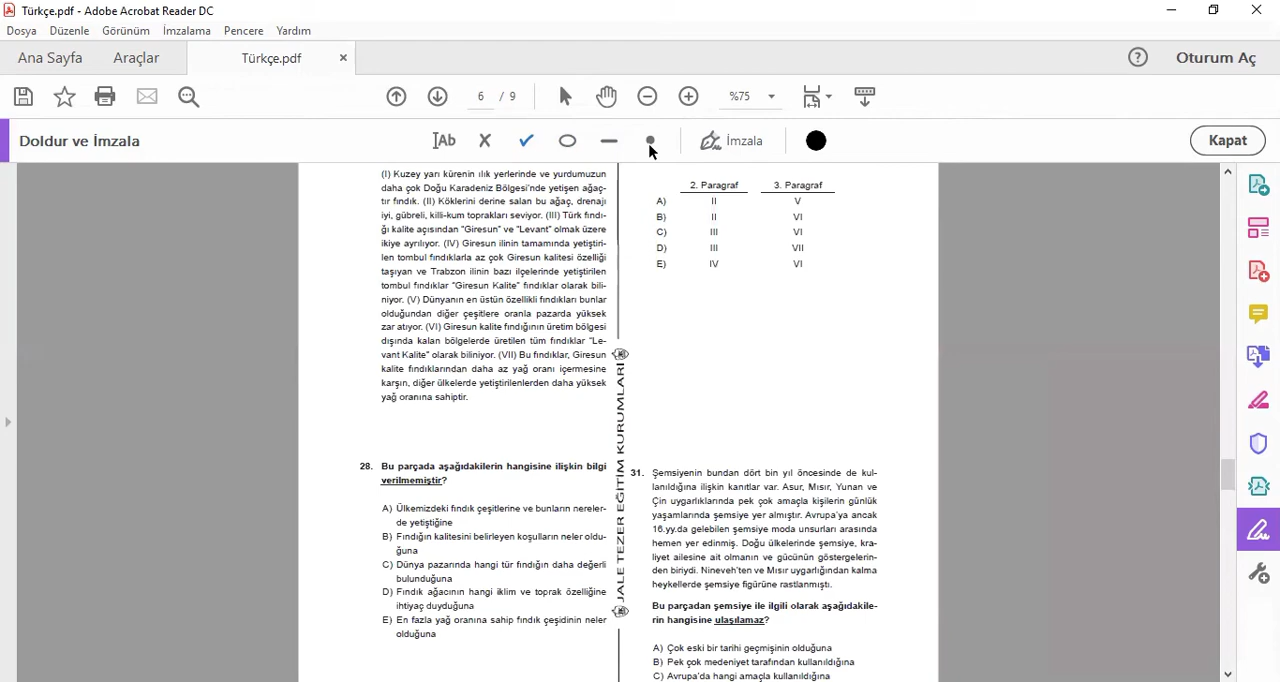 Türkçe.pdf - Adobe Acrobat Reader DC
Dosya Düzenle Görünüm İmzalama Pencere Yardım
Ana Sayfa Araçlar Türkçe.pdf × ? Oturum Aç
6 / 9 %75
Doldur ve İmzala Ab İmzala Kapat
(I) Kuzey yarı kürenin ılık yerlerinde ve yurdumuzun
daha çok Doğu Karadeniz Bölgesi'nde yetişen ağaç-
tır fındık. (II) Köklerini derine salan bu ağaç, drenajı
iyi, gübreli, killi-kum toprakları seviyor. (III) Türk fındı-
ğı kalite açısından "Giresun" ve "Levant" olmak üzere
ikiye ayrılıyor. (IV) Giresun ilinin tamamında yetiştiri-
len tombul fındıklarla az çok Giresun kalitesi özelliği
taşıyan ve Trabzon ilinin bazı ilçelerinde yetiştirilen
tombul fındıklar "Giresun Kalite" fındıklar olarak bili-
niyor. (V) Dünyanın en üstün özellikli fındıkları bunlar
olduğundan diğer çeşitlere oranla pazarda yüksek
zar atıyor. (VI) Giresun kalite fındığının üretim bölgesi
dışında kalan bölgelerde üretilen tüm fındıklar "Le-
vant Kalite" olarak biliniyor. (VII) Bu fındıklar, Giresun
kalite fındıklarından daha az yağ oranı içermesine
karşın, diğer ülkelerde yetiştirilenlerden daha yüksek
yağ oranına sahiptir.
28. Bu parçada aşağıdakilerin hangisine ilişkin bilgi
verilmemiştir?
A) Ülkemizdeki fındık çeşitlerine ve bunların nereler-
de yetiştiğine
B) Fındığın kalitesini belirleyen koşulların neler oldu-
ğuna
C) Dünya pazarında hangi tür fındığın daha değerli
bulunduğuna
D) Fındık ağacının hangi iklim ve toprak özelliğine
ihtiyaç duyduğuna
E) En fazla yağ oranına sahip fındık çeşidinin neler
olduğuna
JALE TEZER EĞİTİM KURUMLARI
2. Paragraf 3. Paragraf
A) II V
B) II VI
C) III VI
D) III VII
E) IV VI
31. Şemsiyenin bundan dört bin yıl öncesinde de kul-
lanıldığına ilişkin kanıtlar var. Asur, Mısır, Yunan ve
Çin uygarlıklarında pek çok amaçla kişilerin günlük
yaşamlarında şemsiye yer almıştır. Avrupa'ya ancak
16.yy.da gelebilen şemsiye moda unsurları arasında
hemen yer edinmiş. Doğu ülkelerinde şemsiye, kra-
liyet ailesine ait olmanın ve gücünün göstergelerin-
den biriydi. Nineveh'ten ve Mısır uygarlığından kalma
heykellerde şemsiye figürüne rastlanmıştı.
Bu parçadan şemsiye ile ilgili olarak aşağıdakile-
rin hangisine ulaşılamaz?
A) Çok eski bir tarihi geçmişinin olduğuna
B) Pek çok medeniyet tarafından kullanıldığına
C) Avrupa'da hangi amaçla kullanıldığına